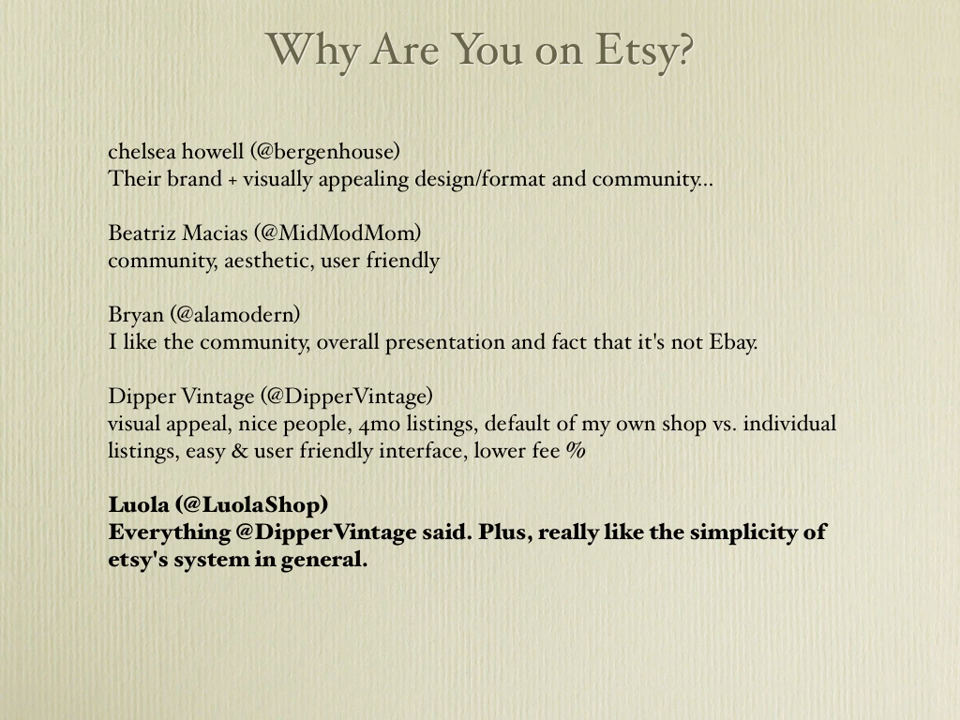 Why Are You on Etsy?
chelsea howell (@bergenhouse)
Their brand + visually appealing design/format and community...
Beatriz Macias (@MidModMom)
community, aesthetic, user friendly
Bryan (@alamodern)
I like the community, overall presentation and fact that it's not Ebay.
Dipper Vintage (@DipperVintage)
visual appeal, nice people, 4mo listings, default of my own shop vs. individual
listings, easy & user friendly interface, lower fee %
Luola (@LuolaShop)
Everything @DipperVintage said. Plus, really like the simplicity of
etsy's system in general.